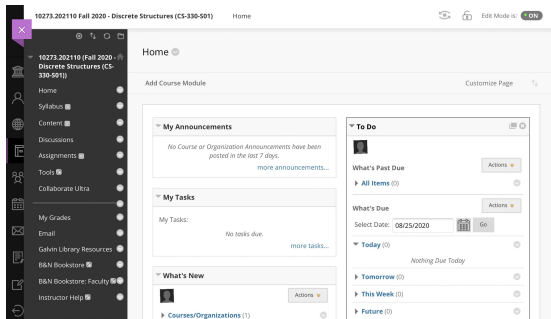 10273.202110 Fall 2020 - Discrete Structures (CS-330-S01)
Home
Edit Mode is:
ON
10273.202110 (Fall 2020 -
Discrete Structures (CS-
330-S01))
Home
Syllabus
Content
Discussions
Assignments
Tools
Collaborate Ultra
My Grades
Email
Galvin Library Resources
B&N Bookstore
B&N Bookstore: Faculty
Instructor Help
Home
Add Course Module
Customize Page
My Announcements
No Course or Organization Announcements have been
posted in the last 7 days.
more announcements...
My Tasks
My Tasks:
No tasks due.
more tasks...
What's New
Actions
Courses/Organizations (1)
To Do
What's Past Due
Actions
All Items (0)
What's Due
Actions
Select Date:
08/25/2020
Go
Today (0)
Nothing Due Today
Tomorrow (0)
This Week (0)
Future (0)